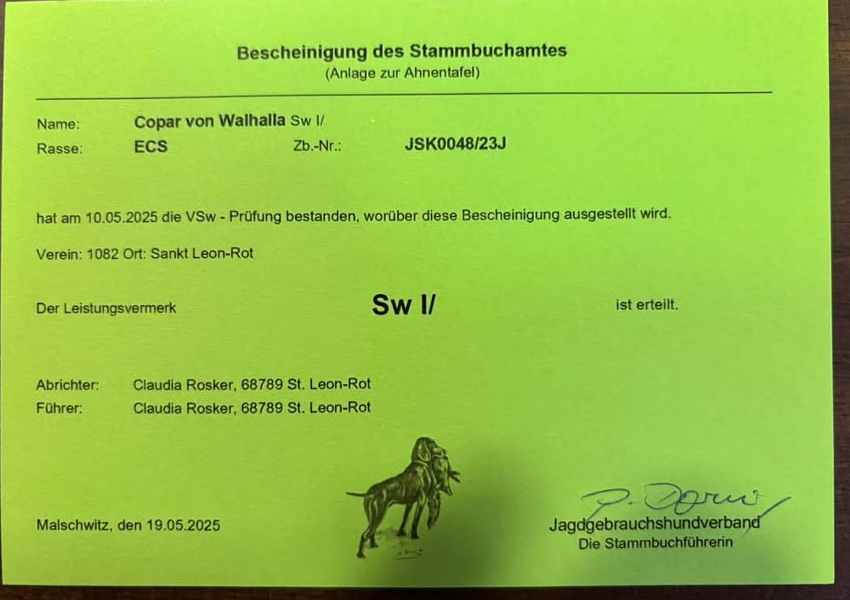 Bescheinigung des Stammbuchamtes
(Anlage zur Ahnentafel)
Name: Copar von Walhalla Sw I/
Rasse: ECS Zb.-Nr.: JSK0048/23J
hat am 10.05.2025 die VSw - Prüfung bestanden, worüber diese Bescheinigung ausgestellt wird.
Verein: 1082 Ort: Sankt Leon-Rot
Der Leistungsvermerk Sw I/ ist erteilt.
Abrichter: Claudia Rosker, 68789 St. Leon-Rot
Führer: Claudia Rosker, 68789 St. Leon-Rot
Malschwitz, den 19.05.2025
Jagdgebrauchshundverband
Die Stammbuchführerin